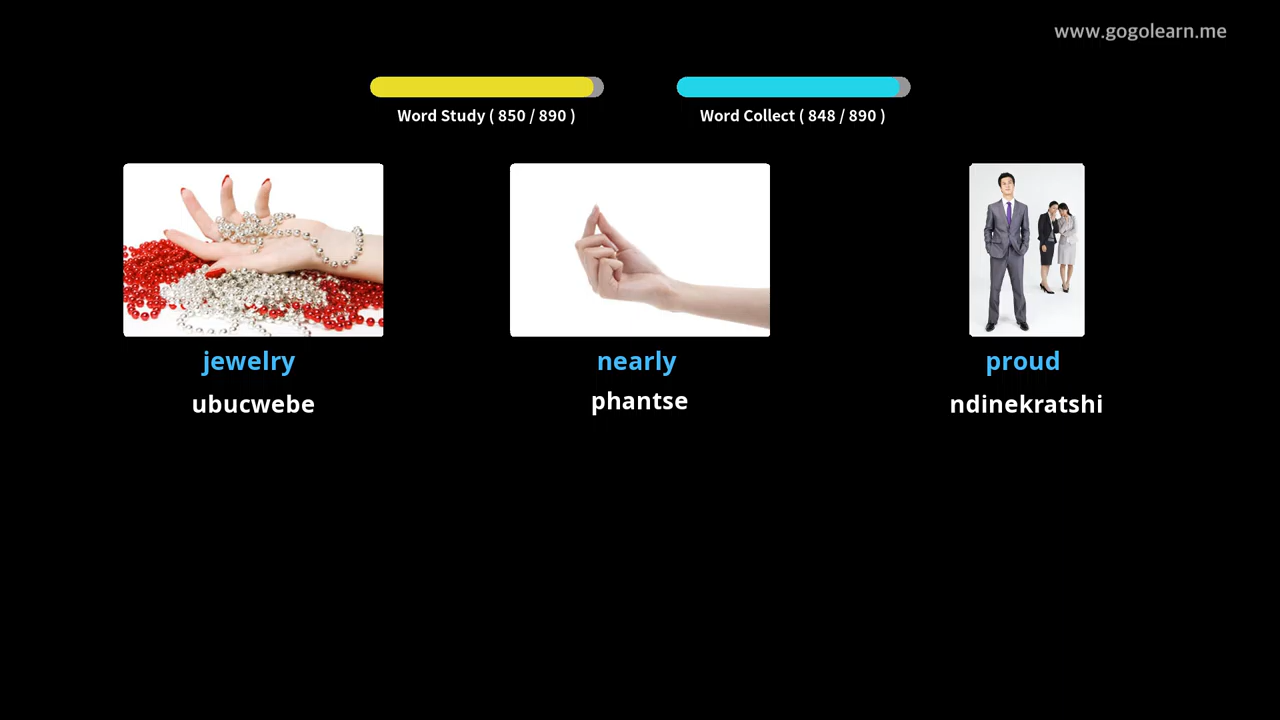 www.gogolearn.me
Word Study ( 850 / 890 )
Word Collect ( 848 / 890 )
jewelry
ubucwebe
nearly
phantse
proud
ndinekratshi